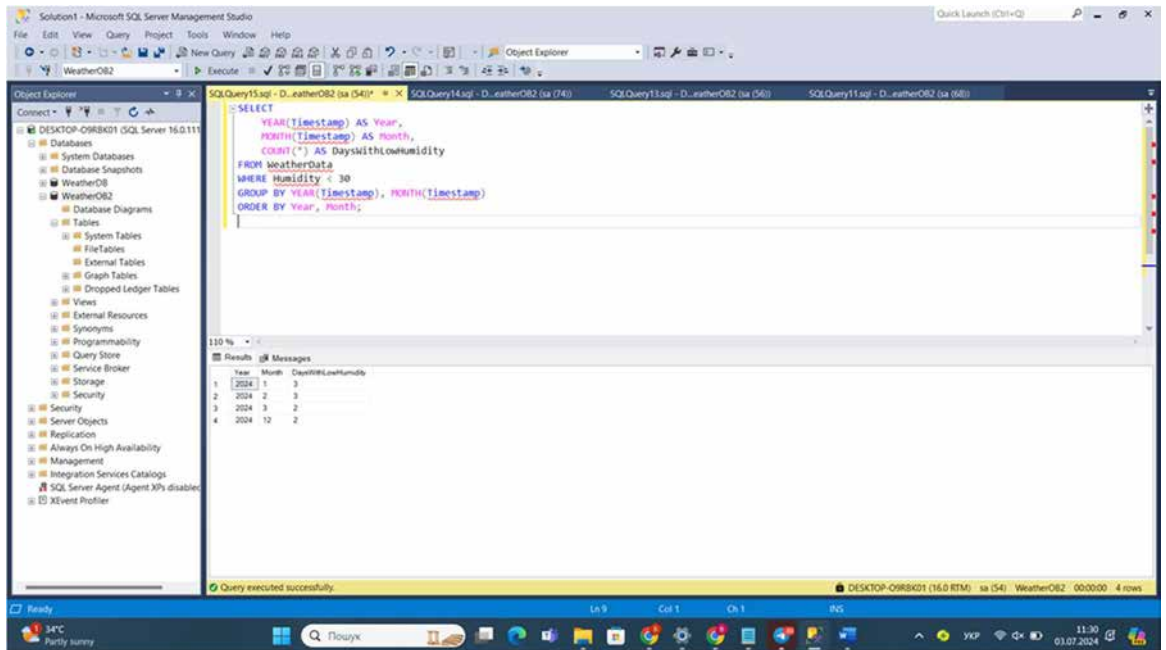 Solution1 - Microsoft SQL Server Management Studio
Quick Launch (Ctrl+Q)
File Edit View Query Project Tools Window Help
New Query
Object Explorer
WeatherOB2
Execute
Object Explorer
SQLQuery15.sql - D...eatherOB2 (sa (54))*
SQLQuery14.sql - D...eatherOB2 (sa (74))
SQLQuery13.sql - D...eatherOB2 (sa (56))
SQLQuery11.sql - D...eatherOB2 (sa (68))
Connect
DESKTOP-O9R8K01 (SQL Server 16.0.111
Databases
System Databases
Database Snapshots
WeatherDB
WeatherOB2
Database Diagrams
Tables
System Tables
FileTables
External Tables
Graph Tables
Dropped Ledger Tables
Views
External Resources
Synonyms
Programmability
Query Store
Service Broker
Storage
Security
Security
Server Objects
Replication
Always On High Availability
Management
Integration Services Catalogs
SQL Server Agent (Agent XPs disabled
XEvent Profiler
SELECT
YEAR(Timestamp) AS Year,
MONTH(Timestamp) AS Month,
COUNT(*) AS DaysWithLowHumidity
FROM WeatherData
WHERE Humidity < 30
GROUP BY YEAR(Timestamp), MONTH(Timestamp)
ORDER BY Year, Month;
110 %
Results Messages
Year Month DaysWithLowHumidity
1 2024 1 3
2 2024 2 3
3 2024 3 2
4 2024 12 2
Query executed successfully.
DESKTOP-O9R8K01 (16.0 RTM) sa (54) WeatherOB2 00:00:00 4 rows
Ready
Ln 9 Col 1 Ch 1 INS
34°C
Partly sunny
Пошук
УКР
11:30
03.07.2024